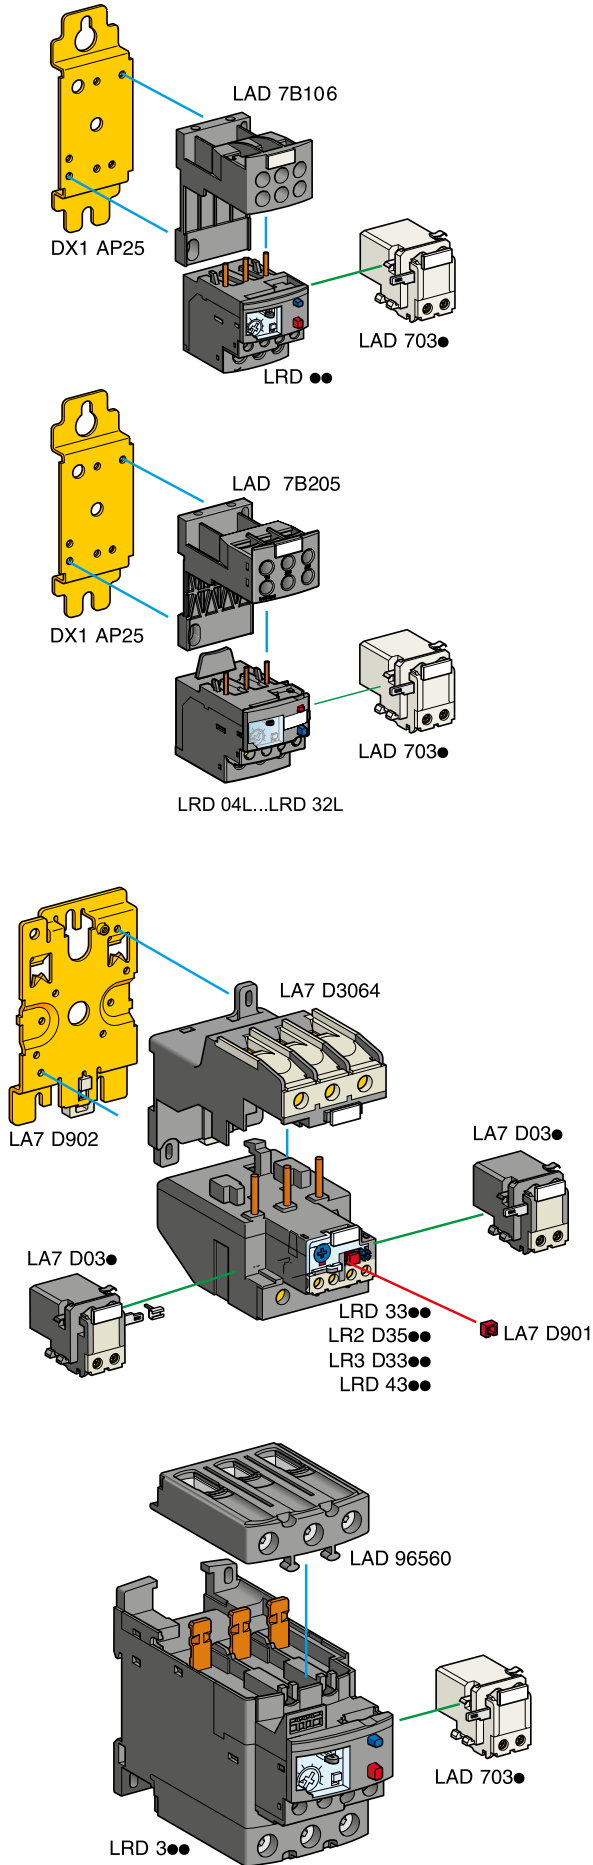 LAD 7B106
DX1 AP25
LAD 703●
LRD ●●
LAD 7B205
DX1 AP25
LAD 703●
LRD 04L...LRD 32L
LA7 D3064
LA7 D902
LA7 D03●
LA7 D03●
LRD 33●●
LR2 D35●●
LA7 D901
LR3 D33●●
LRD 43●●
LAD 96560
LAD 703●
LRD 3●●